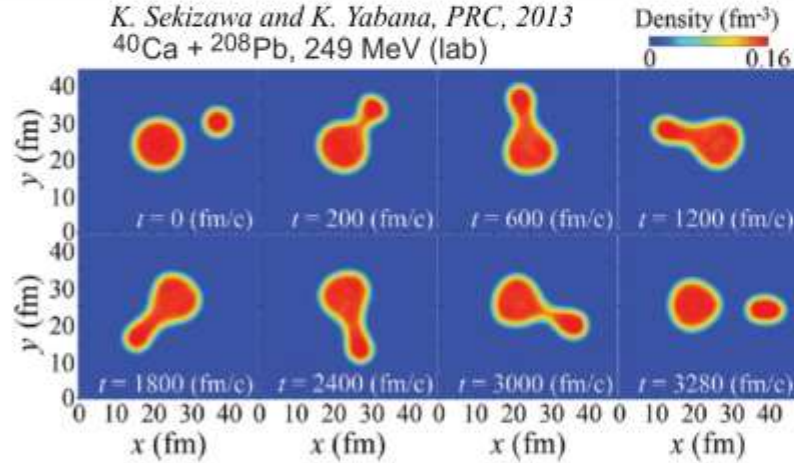 K. Sekizawa and K. Yabana, PRC, 2013
⁴⁰Ca + ²⁰⁸Pb, 249 MeV (lab)
Density (fm⁻³)
0 0.16
40
30
20
10
0
y (fm)
t = 0 (fm/c)
t = 200 (fm/c)
t = 600 (fm/c)
t = 1200 (fm/c)
40
30
20
10
0
y (fm)
t = 1800 (fm/c)
t = 2400 (fm/c)
t = 3000 (fm/c)
t = 3280 (fm/c)
0 10 20 30 40 0 10 20 30 40 0 10 20 30 40 0 10 20 30 40
x (fm) x (fm) x (fm) x (fm)